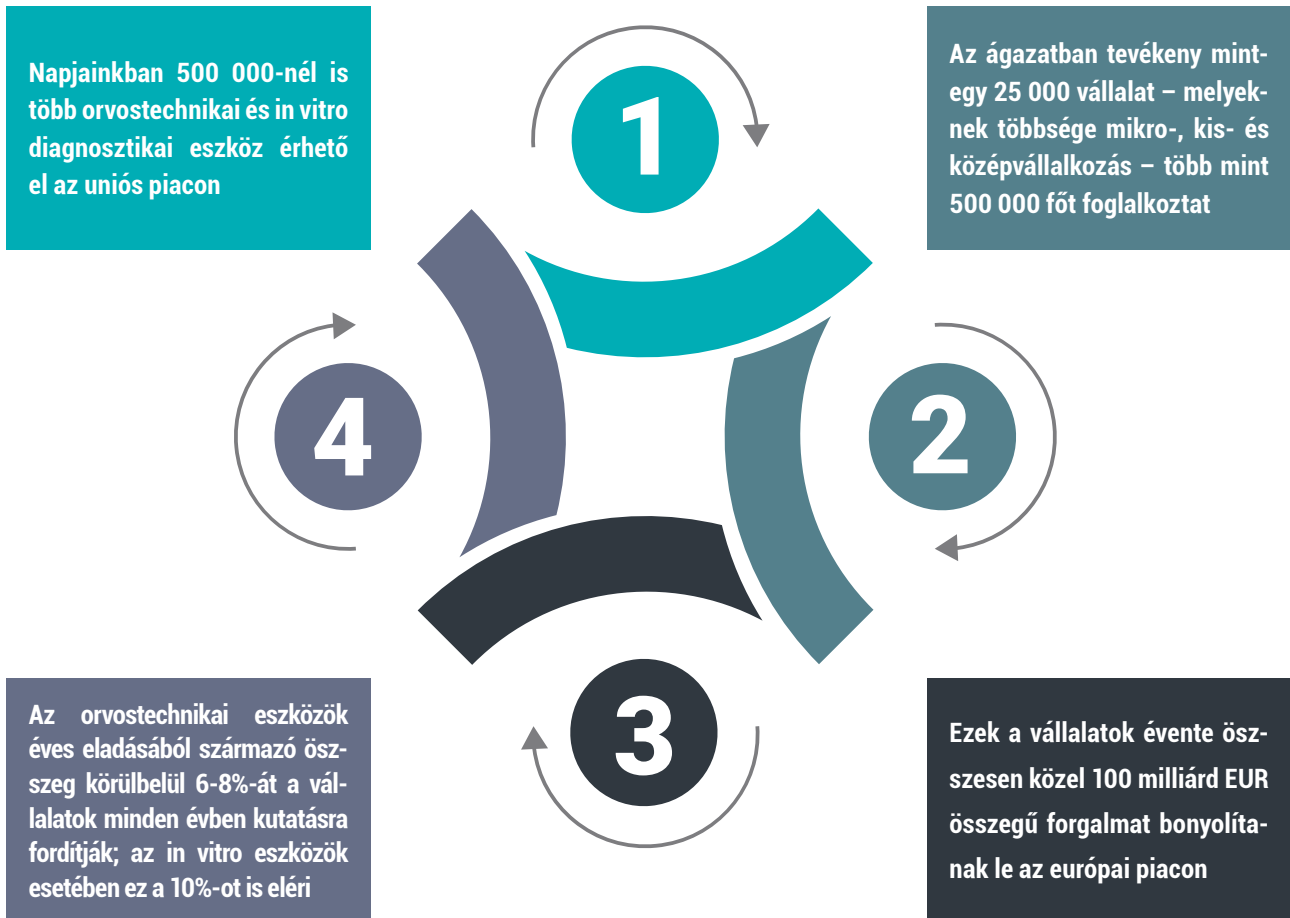 Napjainkban 500 000-nél is
több orvostechnikai és in vitro
diagnosztikai eszköz érhető
el az uniós piacon
1
Az ágazatban tevékeny mint-
egy 25 000 vállalat – melyek-
nek többsége mikro-, kis- és
középvállalkozás – több mint
500 000 főt foglalkoztat
4
2
3
Az orvostechnikai eszközök
éves eladásából származó ösz-
szeg körülbelül 6-8%-át a vál-
lalatok minden évben kutatásra
fordítják; az in vitro eszközök
esetében ez a 10%-ot is eléri
Ezek a vállalatok évente ösz-
szesen közel 100 milliárd EUR
összegű forgalmat bonyolíta-
nak le az európai piacon